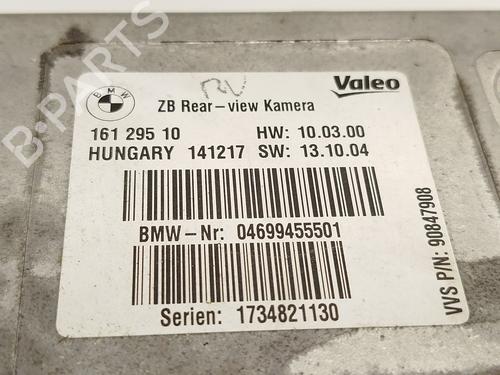 BMW
RV
Valeo
ZB Rear-view Kamera
161 295 10 HW: 10.03.00
HUNGARY 141217 SW: 13.10.04
BMW-Nr: 04699455501
Serien: 1734821130
VVS P/N: 90847908
B-PARTS